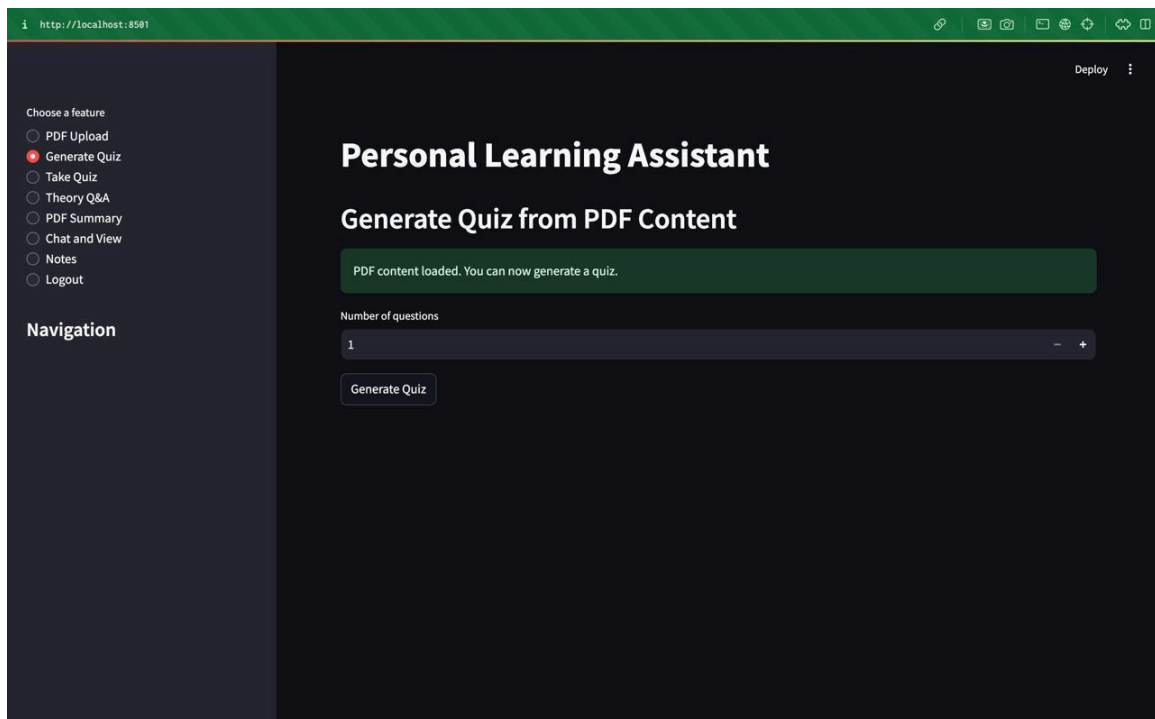 http://localhost:8501
Deploy
Choose a feature
PDF Upload
Generate Quiz
Take Quiz
Theory Q&A
PDF Summary
Chat and View
Notes
Logout
Navigation
Personal Learning Assistant
Generate Quiz from PDF Content
PDF content loaded. You can now generate a quiz.
Number of questions
1
Generate Quiz